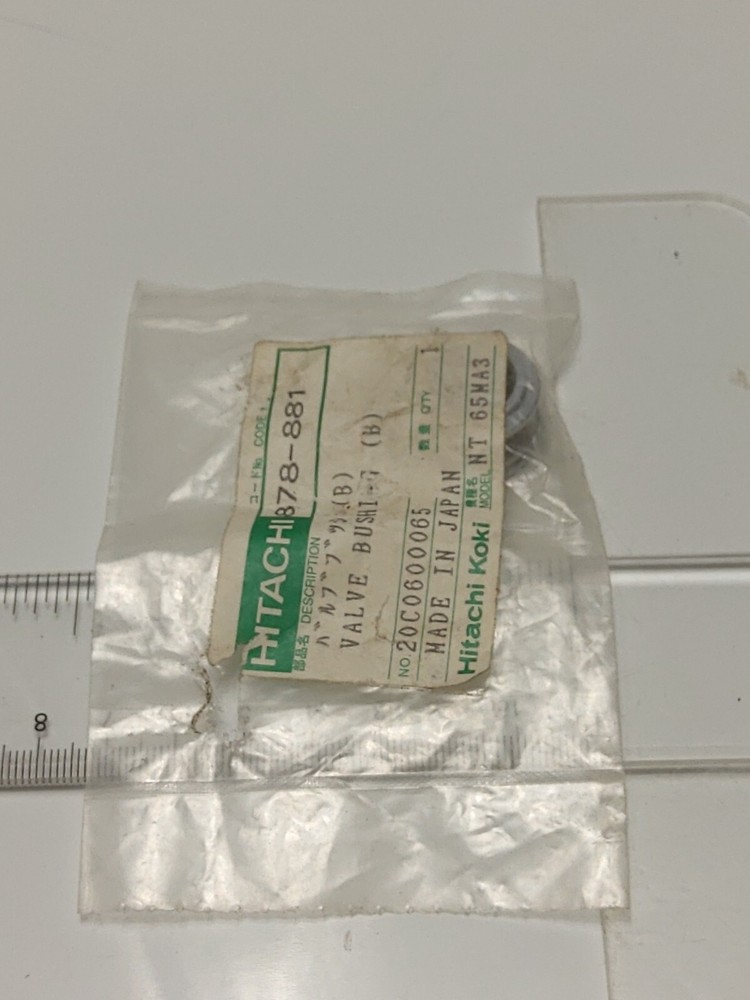 HITACHI
コードNo. CODE
878-881
部品名 DESCRIPTION
バルブブッシュ(B)
VALVE BUSHING (B)
数量 QTY 1
NO. 20C0600065
MADE IN JAPAN
機種名 MODEL NT 65MA3
Hitachi Koki
8